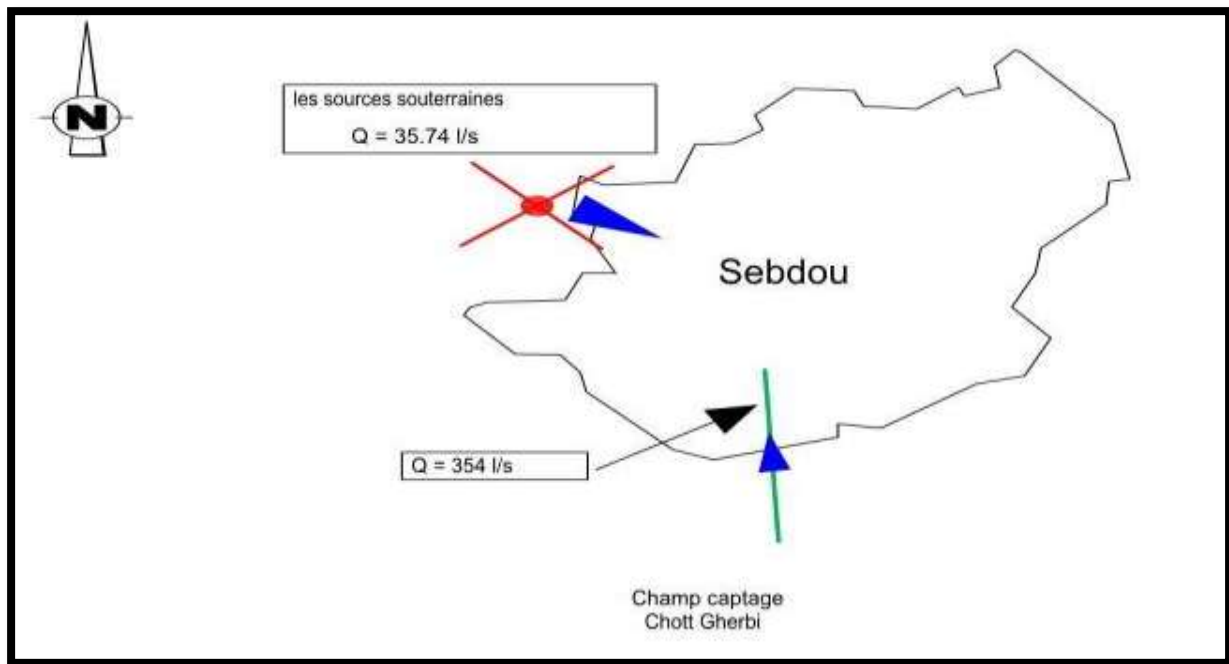 N
les sources souterraines
Q = 35.74 l/s
Sebdou
Q = 354 l/s
Champ captage
Chott Gherbi